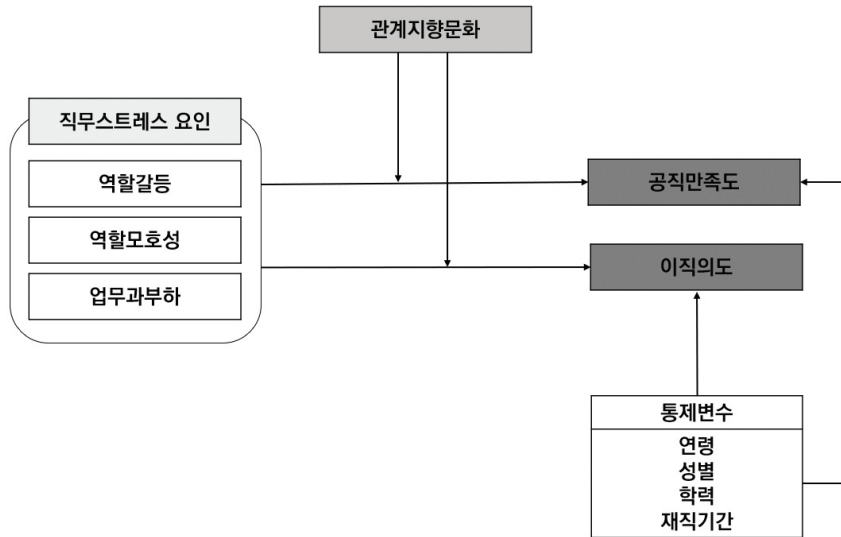 관계지향문화
직무스트레스 요인
역할갈등
역할모호성
업무과부하
공직만족도
이직의도
통제변수
연령
성별
학력
재직기간